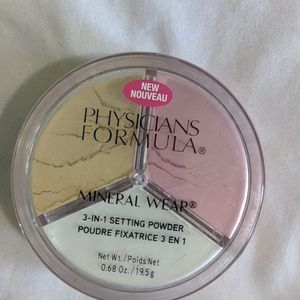 NEW
NOUVEAU
PHYSICIANS
FORMULA®
MINERAL WEAR®
3-IN-1 SETTING POWDER
POUDRE FIXATRICE 3 EN 1
Net Wt./Poids Net:
0.68 Oz./19.5g